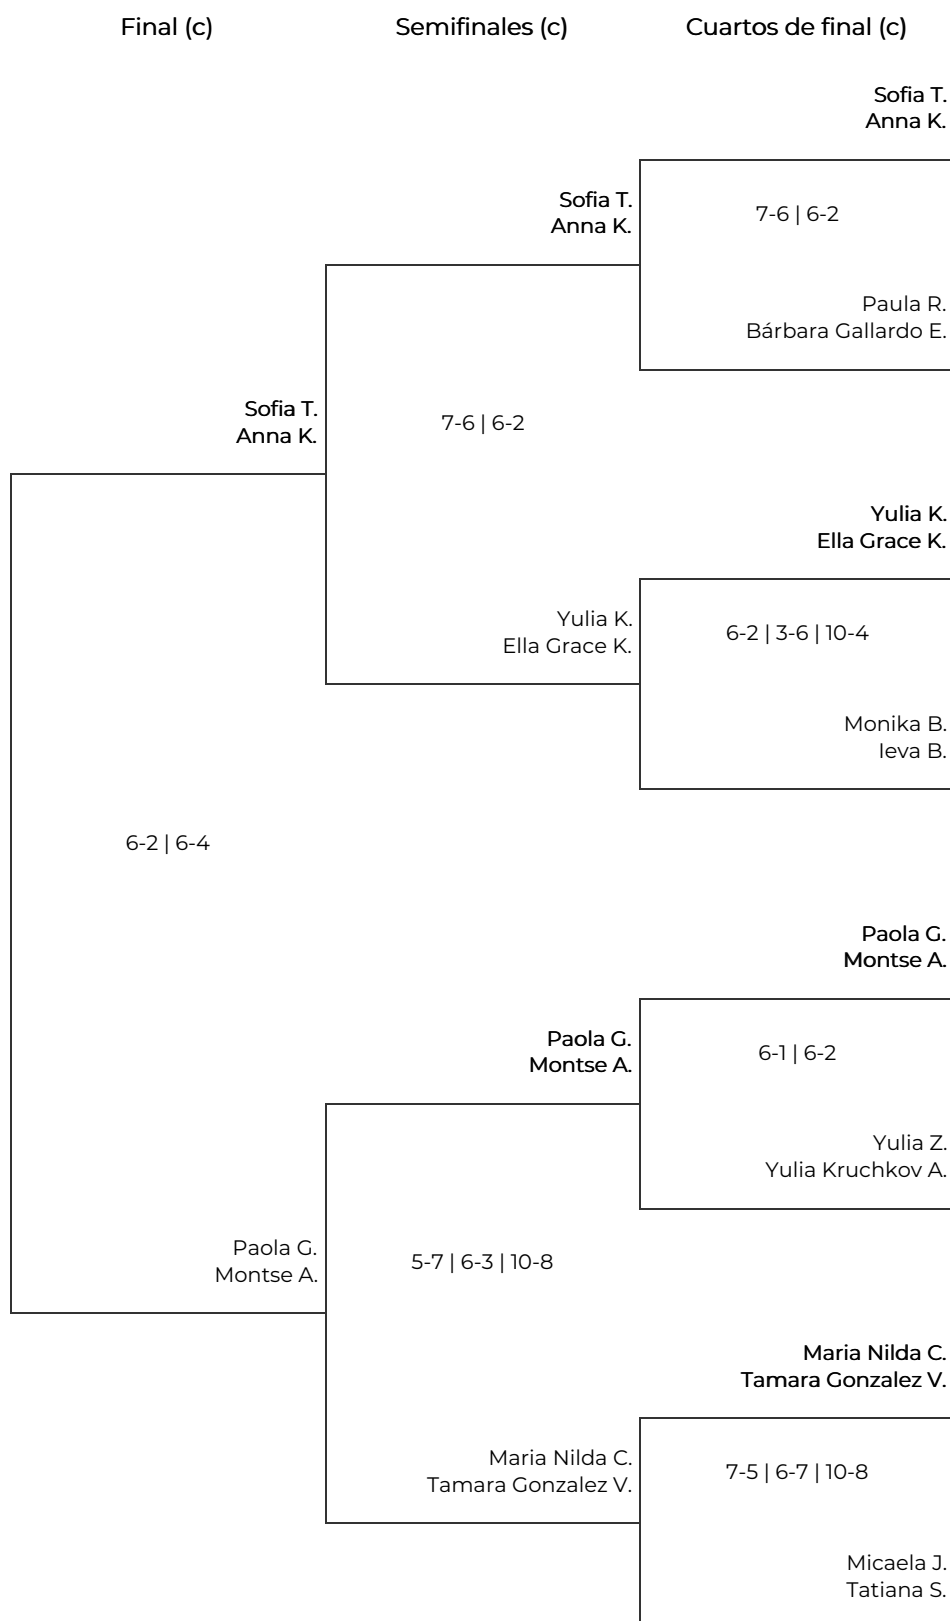 Final (c)
Semifinales (c)
Cuartos de final (c)
Sofia T.
Anna K.
Sofia T.
Anna K.
7-6 | 6-2
Paula R.
Bárbara Gallardo E.
Sofia T.
Anna K.
7-6 | 6-2
Yulia K.
Ella Grace K.
Yulia K.
Ella Grace K.
6-2 | 3-6 | 10-4
Monika B.
Ieva B.
6-2 | 6-4
Paola G.
Montse A.
Paola G.
Montse A.
6-1 | 6-2
Yulia Z.
Yulia Kruchkov A.
Paola G.
Montse A.
5-7 | 6-3 | 10-8
Maria Nilda C.
Tamara Gonzalez V.
Maria Nilda C.
Tamara Gonzalez V.
7-5 | 6-7 | 10-8
Micaela J.
Tatiana S.